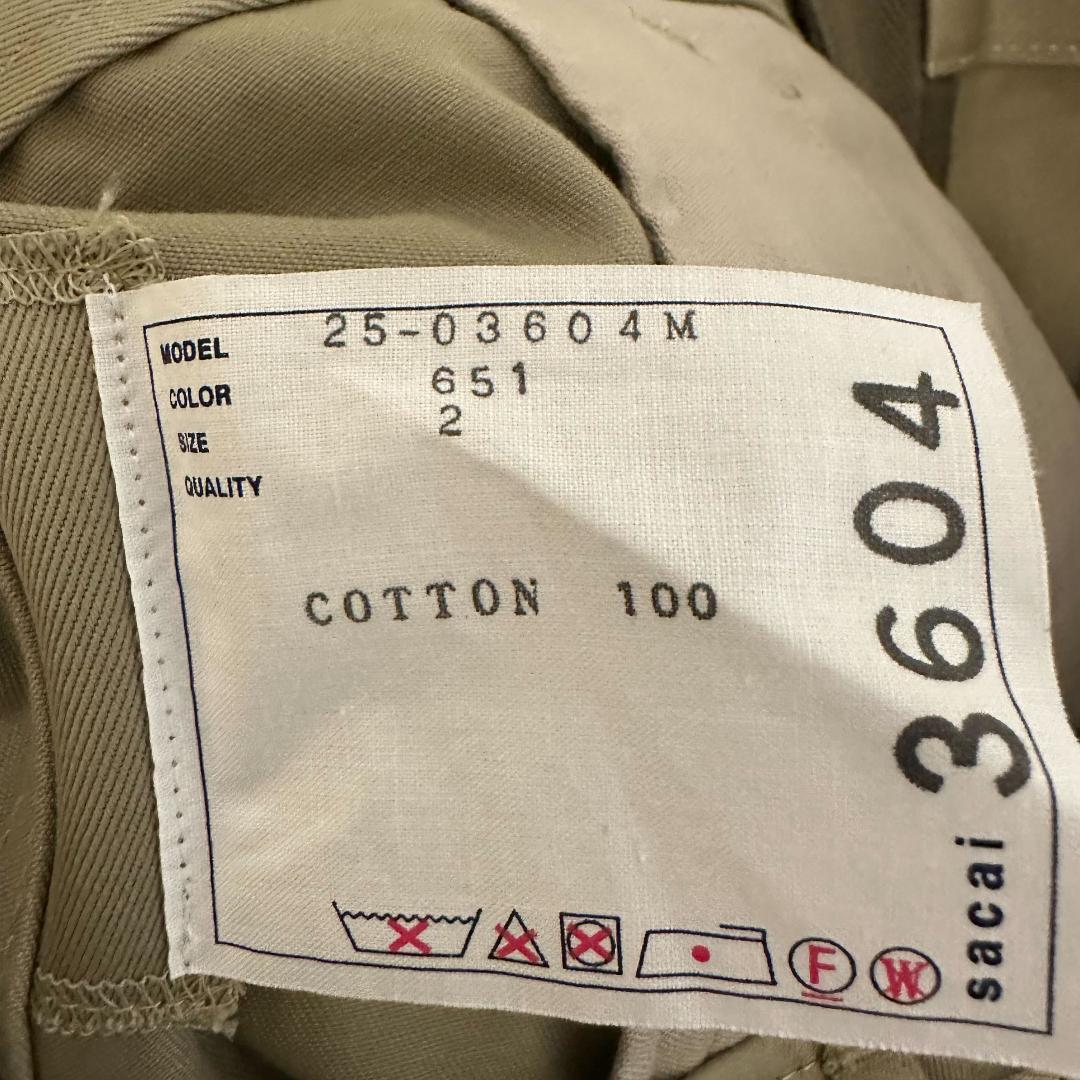 MODEL 25-03604M
COLOR 651
SIZE 2
QUALITY
COTTON 100
3604
sacai
F
W